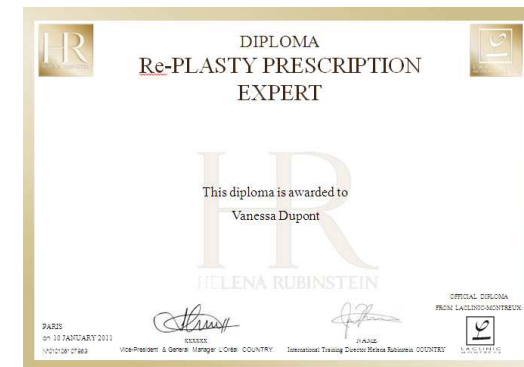 HR
DIPLOMA
Re-PLASTY PRESCRIPTION
EXPERT
This diploma is awarded to
Vanessa Dupont
HR
HELENA RUBINSTEIN
OFFICIAL DIPLOMA
FROM LACLINIC-MONTREUX
PARIS
on 10 JANUARY 2011
XXXXXX
Vice-President & General Manager L'Oréal COUNTRY
NAME
International Training Director Helena Rubinstein COUNTRY
LACLINIC